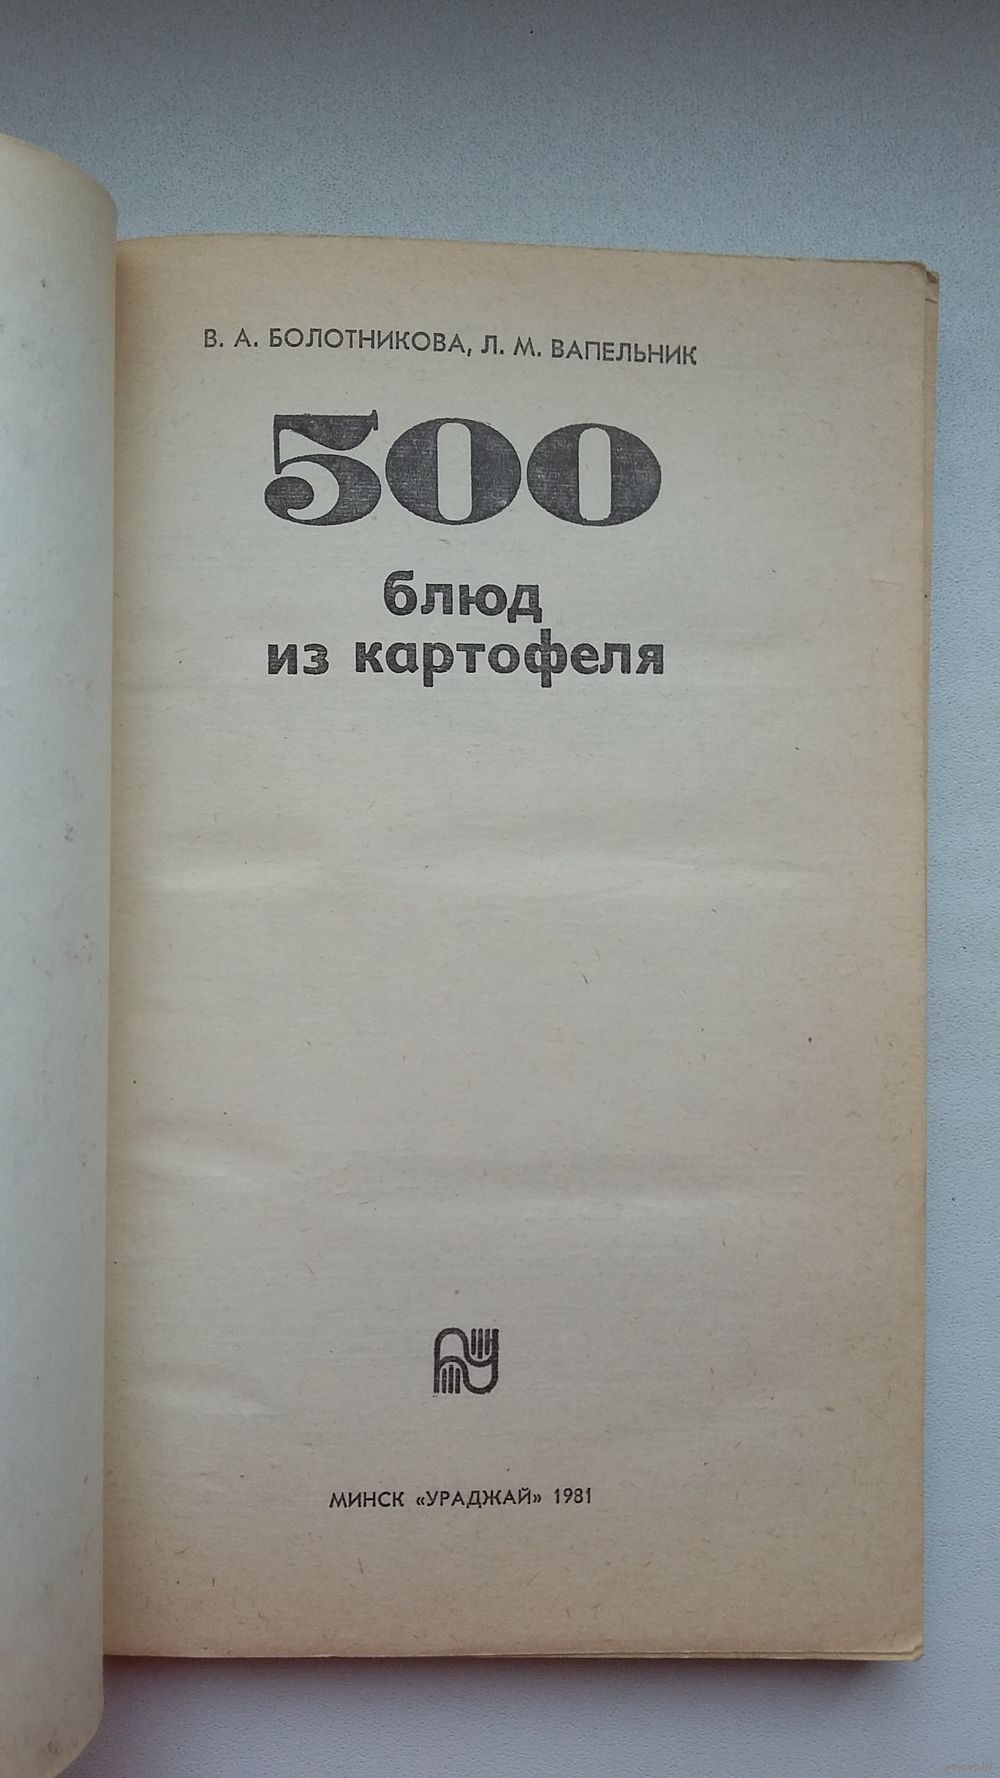 В. А. БОЛОТНИКОВА, Л. М. ВАПЕЛЬНИК
500
блюд
из картофеля
МИНСК «УРАДЖАЙ» 1981